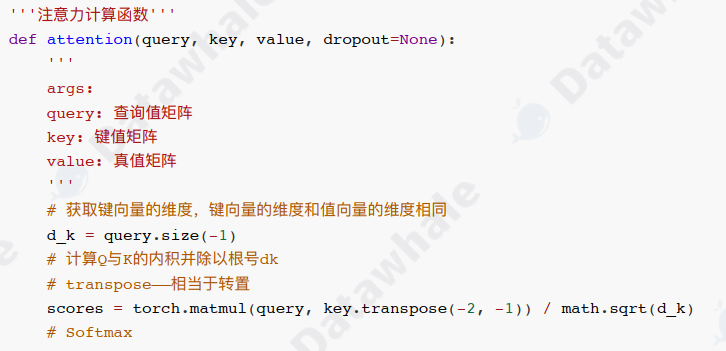 '''注意力计算函数'''
def attention(query, key, value, dropout=None):
    '''
    args:
    query: 查询值矩阵
    key: 键值矩阵
    value: 真值矩阵
    '''
    # 获取键向量的维度，键向量的维度和值向量的维度相同
    d_k = query.size(-1)
    # 计算Q与K的内积并除以根号dk
    # transpose——相当于转置
    scores = torch.matmul(query, key.transpose(-2, -1)) / math.sqrt(d_k)
    # Softmax
Datawhale
Datawhale
Datawhale